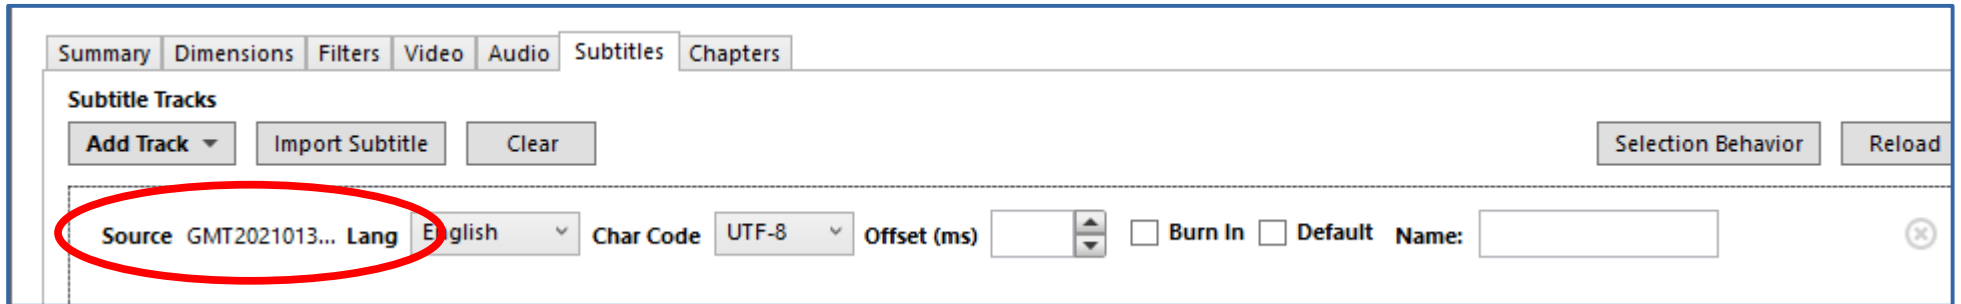 Summary Dimensions Filters Video Audio Subtitles Chapters
Subtitle Tracks
Add Track Import Subtitle Clear Selection Behavior Reload
Source GMT2021013... Lang English Char Code UTF-8 Offset (ms) Burn In Default Name: